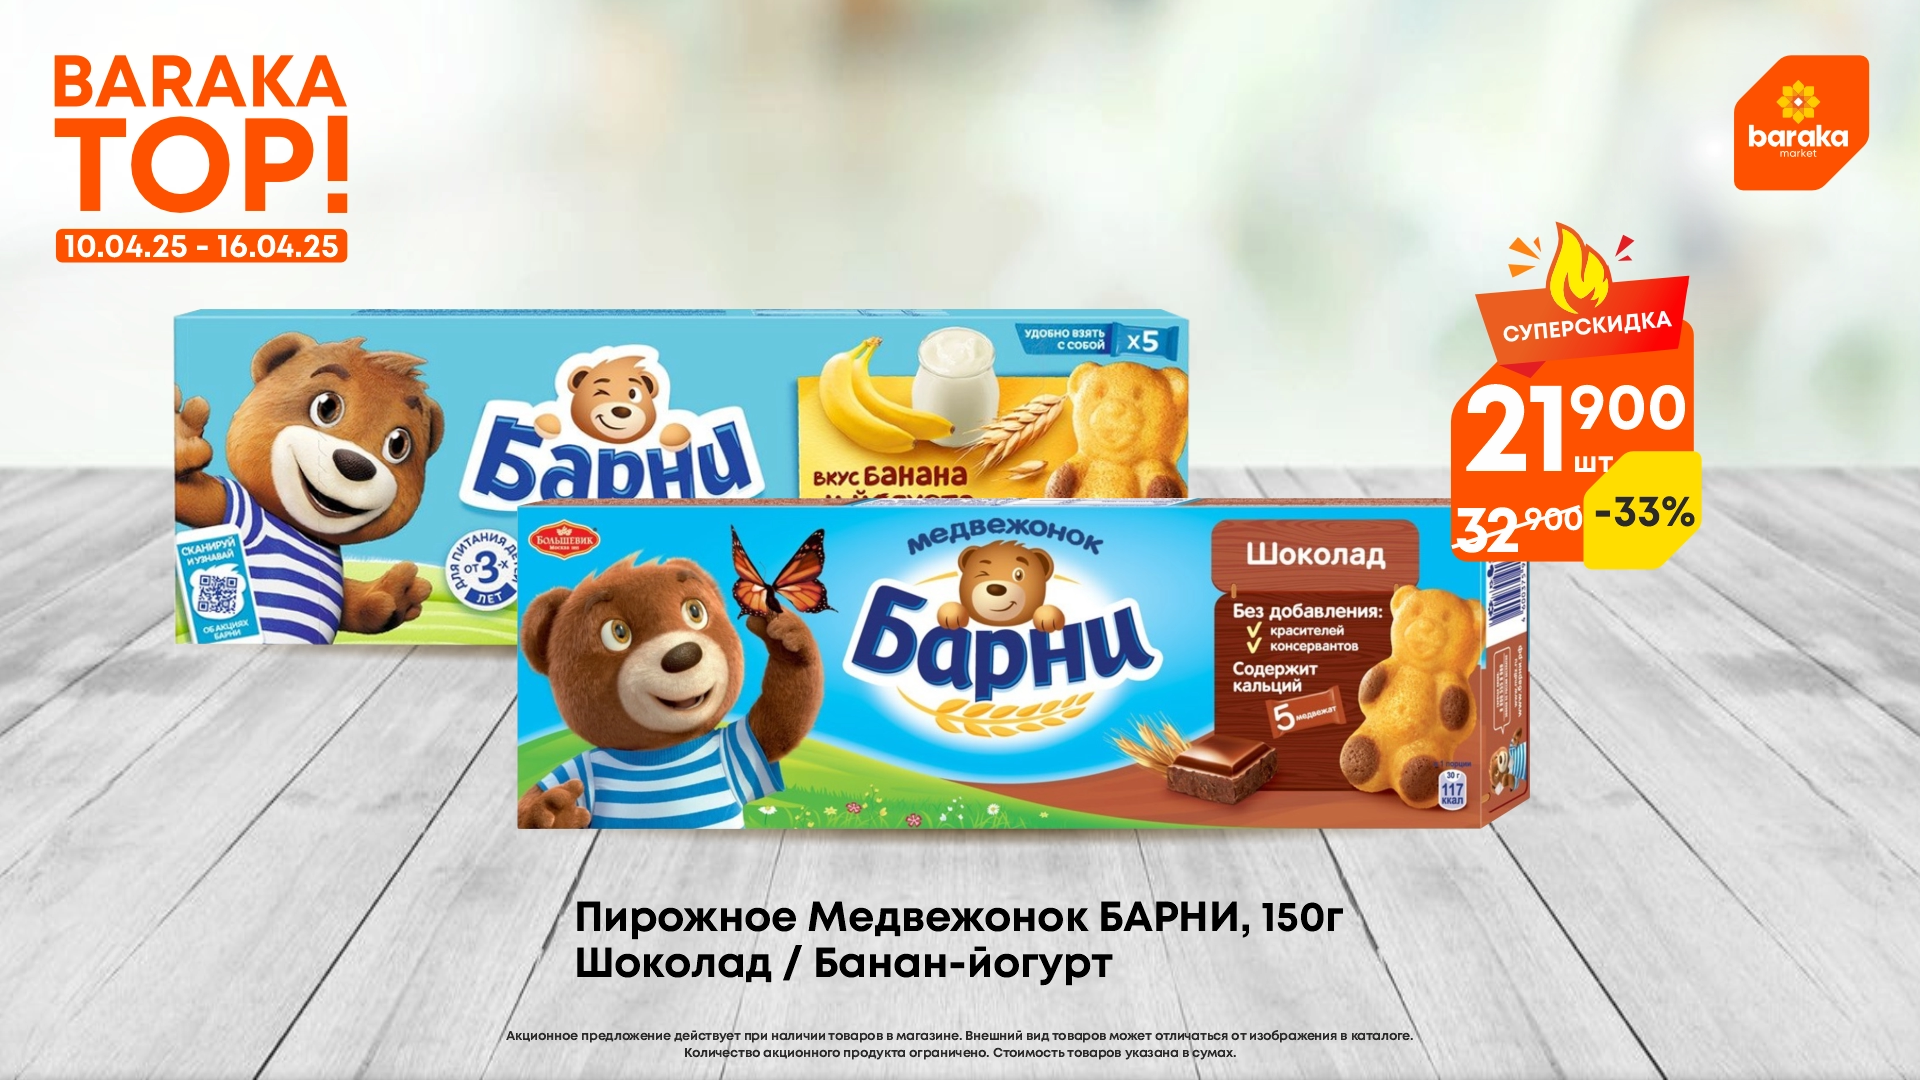 BARAKA
TOP!
10.04.25 - 16.04.25
baraka
market
СУПЕРСКИДКА
21 900
шт
32 900
-33%
УДОБНО ВЗЯТЬ
С СОБОЙ
x5
Барни
ВКУС БАНАНА
СКАНИРУЙ
И УЗНАВАЙ
ОБ АКЦИЯХ
БАРНИ
ДЛЯ ПИТАНИЯ
ОТ 3-х
ЛЕТ
БОЛЬШЕВИК
медвежонок
Барни
Шоколад
Без добавления:
красителей
консервантов
Содержит
кальций
5 медвежат
30 г
117
ккал
Пирожное Медвежонок БАРНИ, 150г
Шоколад / Банан-йогурт
Акционное предложение действует при наличии товаров в магазине. Внешний вид товаров может отличаться от изображения в каталоге.
Количество акционного продукта ограничено. Стоимость товаров указана в сумах.